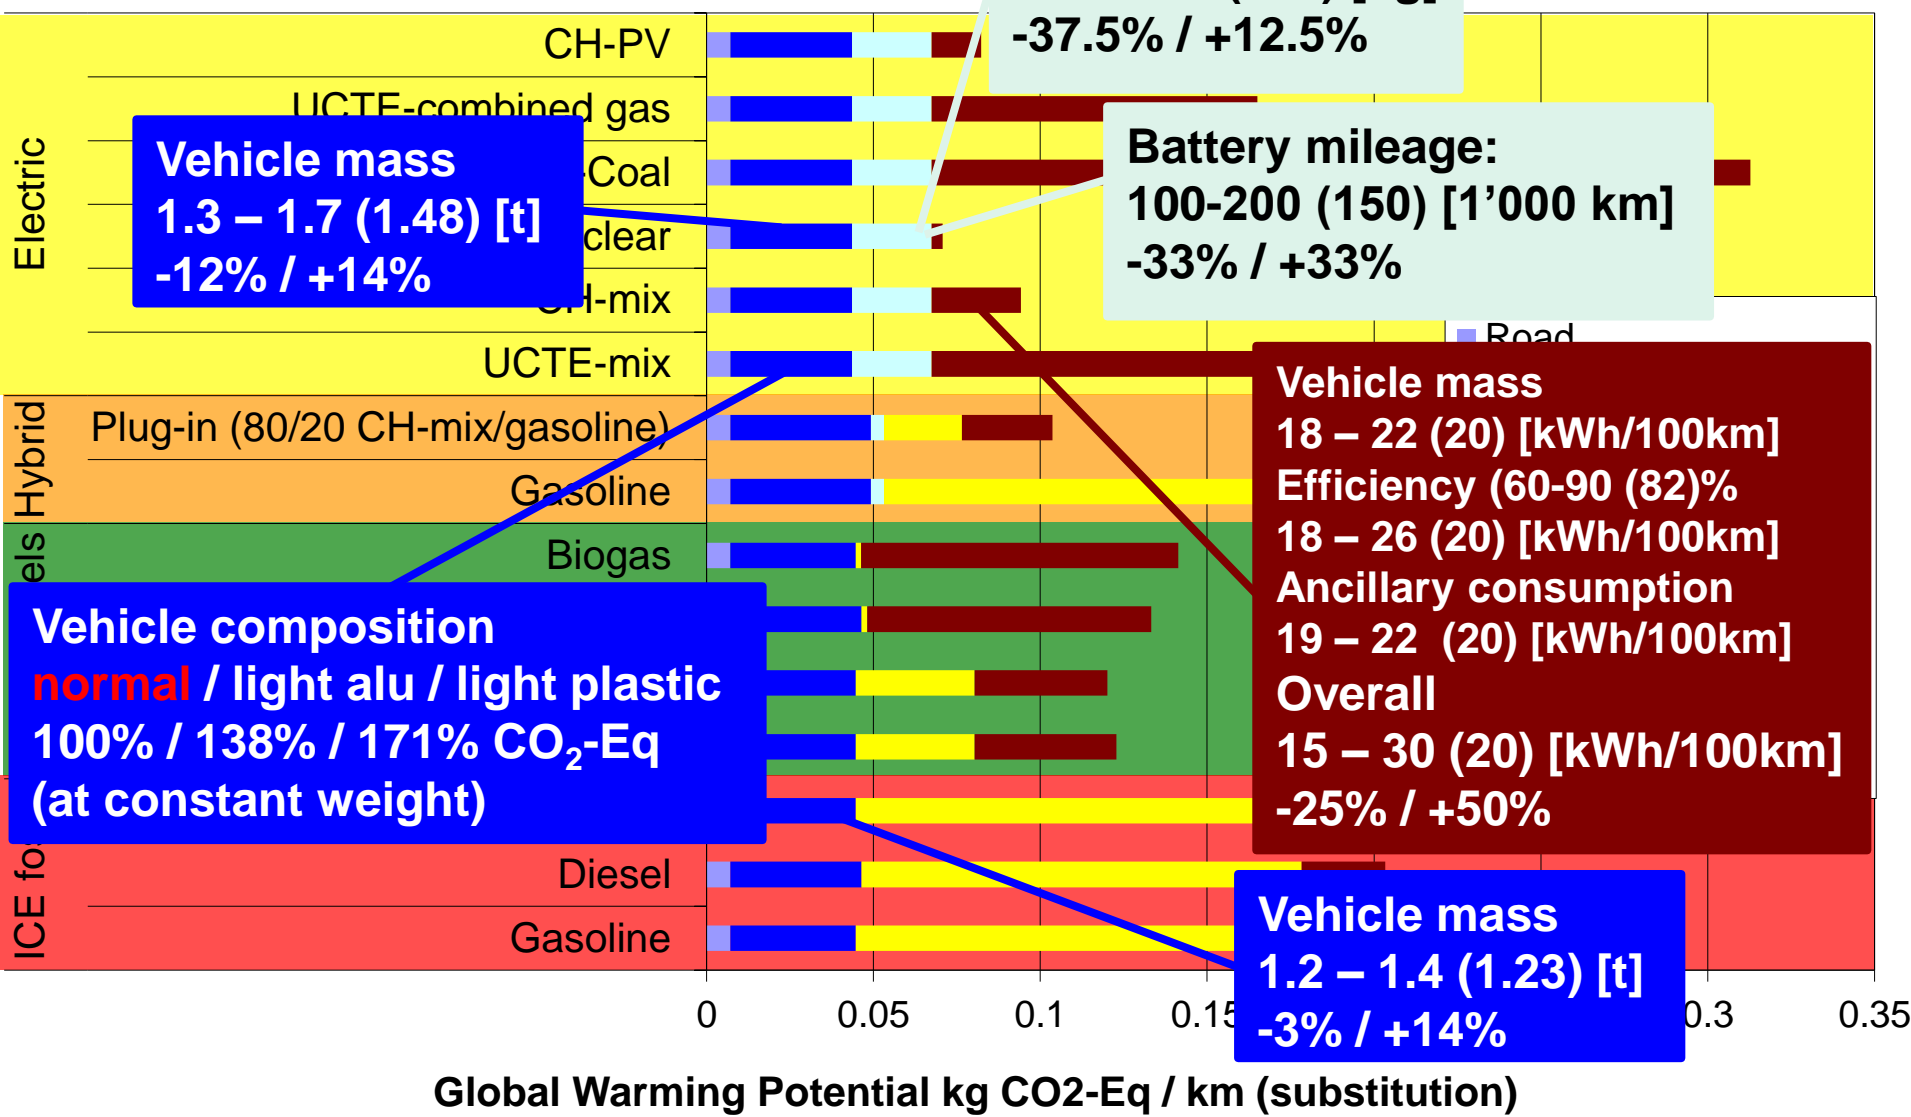 -37.5% / +12.5%
CH-PV
UCTE-combined gas
-Coal
clear
CH-mix
UCTE-mix
Electric
Vehicle mass
1.3 – 1.7 (1.48) [t]
-12% / +14%
Battery mileage:
100-200 (150) [1’000 km]
-33% / +33%
Road
Hybrid
Plug-in (80/20 CH-mix/gasoline)
Gasoline
els
Biogas
Vehicle composition
normal / light alu / light plastic
100% / 138% / 171% CO2-Eq
(at constant weight)
Vehicle mass
18 – 22 (20) [kWh/100km]
Efficiency (60-90 (82)%
18 – 26 (20) [kWh/100km]
Ancillary consumption
19 – 22 (20) [kWh/100km]
Overall
15 – 30 (20) [kWh/100km]
-25% / +50%
ICE fo
Diesel
Gasoline
Vehicle mass
1.2 – 1.4 (1.23) [t]
-3% / +14%
0 0.05 0.1 0.15 0.3 0.35
Global Warming Potential kg CO2-Eq / km (substitution)